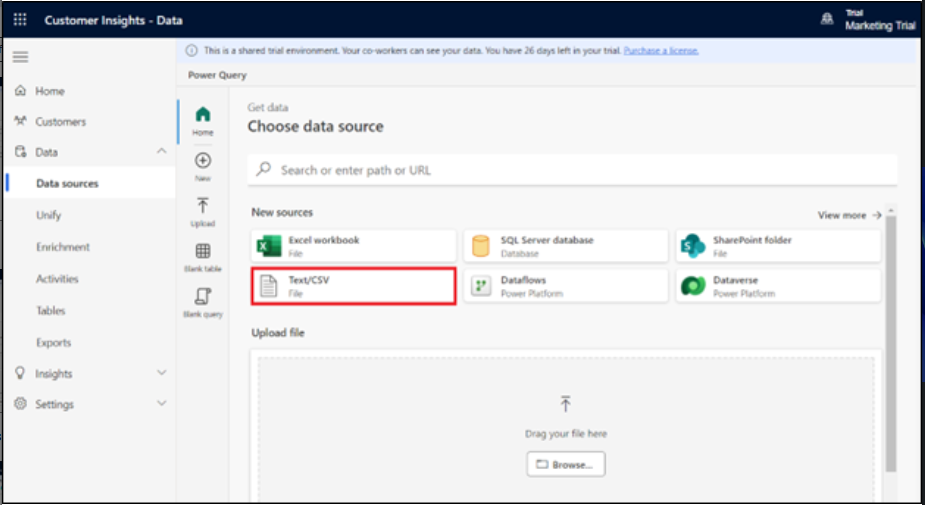 Customer Insights - Data
Trial
Marketing Trial
This is a shared trial environment. Your co-workers can see your data. You have 26 days left in your trial. Purchase a license.
Power Query
Home
Customers
Data
Data sources
Unify
Enrichment
Activities
Tables
Exports
Insights
Settings
Home
New
Upload
Blank table
Blank query
Get data
Choose data source
Search or enter path or URL
New sources
View more
Excel workbook
File
SQL Server database
Database
SharePoint folder
File
Text/CSV
File
Dataflows
Power Platform
Dataverse
Power Platform
Upload file
Drag your file here
Browse...